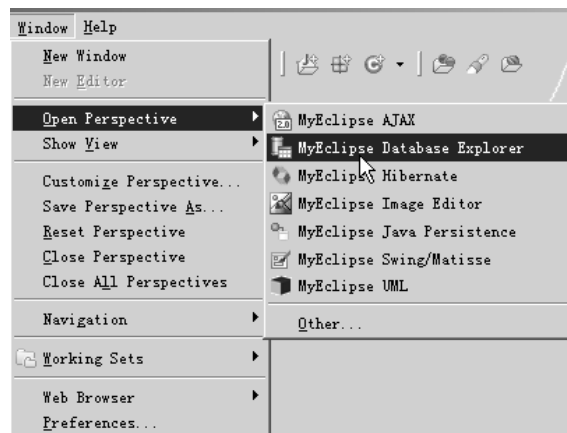 Window Help
New Window
New Editor
Open Perspective
Show View
Customize Perspective...
Save Perspective As...
Reset Perspective
Close Perspective
Close All Perspectives
Navigation
Working Sets
Web Browser
Preferences...
2.0 MyEclipse AJAX
MyEclipse Database Explorer
MyEclipse Hibernate
MyEclipse Image Editor
MyEclipse Java Persistence
MyEclipse Swing/Matisse
MyEclipse UML
Other...